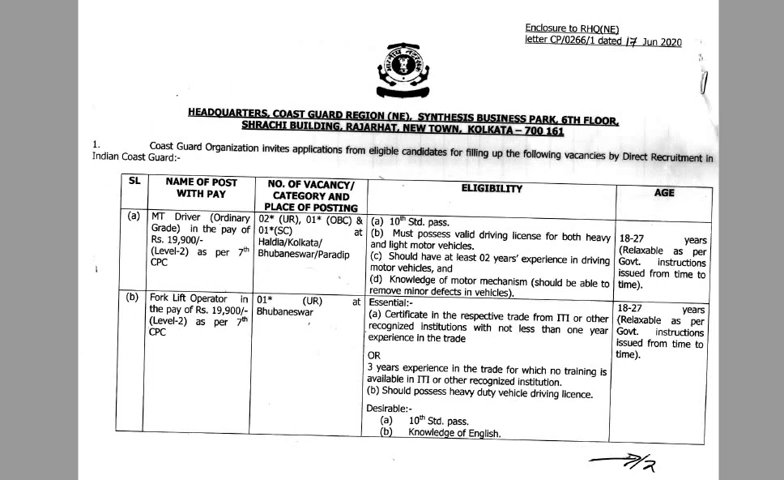 Enclosure to RHQ(NE)
letter CP/0266/1 dated 17 Jun 2020
HEADQUARTERS, COAST GUARD REGION (NE), SYNTHESIS BUSINESS PARK, 6TH FLOOR,
SHRACHI BUILDING, RAJARHAT, NEW TOWN, KOLKATA – 700 161
1. Coast Guard Organization invites applications from eligible candidates for filling up the following vacancies by Direct Recruitment in
Indian Coast Guard:-
SL
NAME OF POST
WITH PAY
NO. OF VACANCY/
CATEGORY AND
PLACE OF POSTING
ELIGIBILITY
AGE
(a)
MT Driver (Ordinary
Grade) in the pay of
Rs. 19,900/-
(Level-2) as per 7th
CPC
02* (UR), 01* (OBC) &
01*(SC) at
Haldia/Kolkata/
Bhubaneswar/Paradip
(a) 10th Std. pass.
(b) Must possess valid driving license for both heavy
and light motor vehicles.
(c) Should have at least 02 years' experience in driving
motor vehicles, and
(d) Knowledge of motor mechanism (should be able to
remove minor defects in vehicles).
18-27 years
(Relaxable as per
Govt. instructions
issued from time to
time).
(b)
Fork Lift Operator in
the pay of Rs. 19,900/-
(Level-2) as per 7th
CPC
01* (UR) at
Bhubaneswar
Essential:-
(a) Certificate in the respective trade from ITI or other
recognized institutions with not less than one year
experience in the trade
OR
3 years experience in the trade for which no training is
available in ITI or other recognized institution.
(b) Should possess heavy duty vehicle driving licence.
Desirable:-
(a) 10th Std. pass.
(b) Knowledge of English.
18-27 years
(Relaxable as per
Govt. instructions
issued from time to
time).